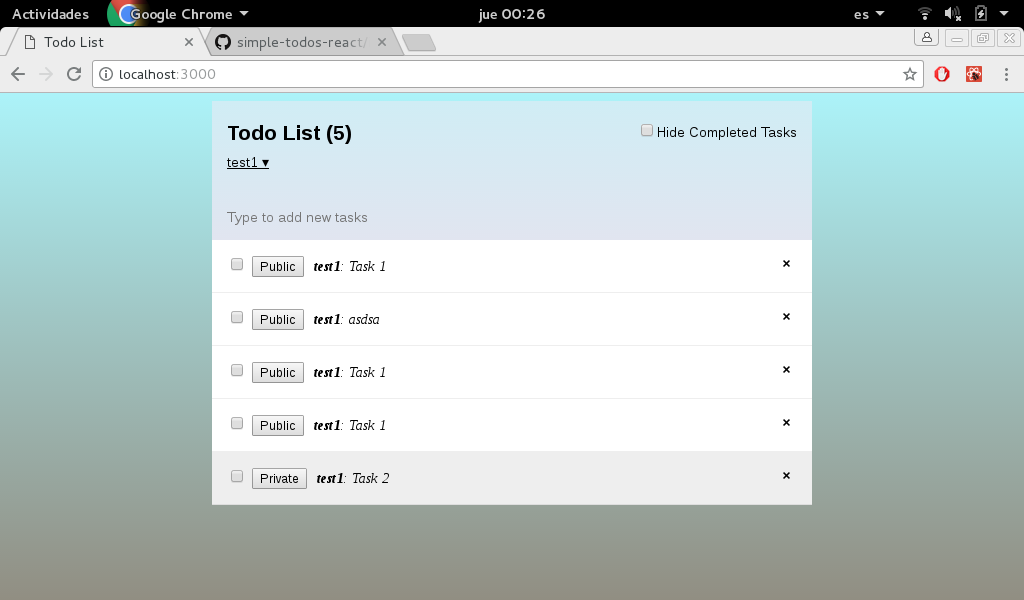 Actividades Google Chrome jue 00:26 es
Todo List simple-todos-react/
localhost:3000
Todo List (5) Hide Completed Tasks
test1 ▾
Type to add new tasks
Public test1: Task 1 ×
Public test1: asdsa ×
Public test1: Task 1 ×
Public test1: Task 1 ×
Private test1: Task 2 ×